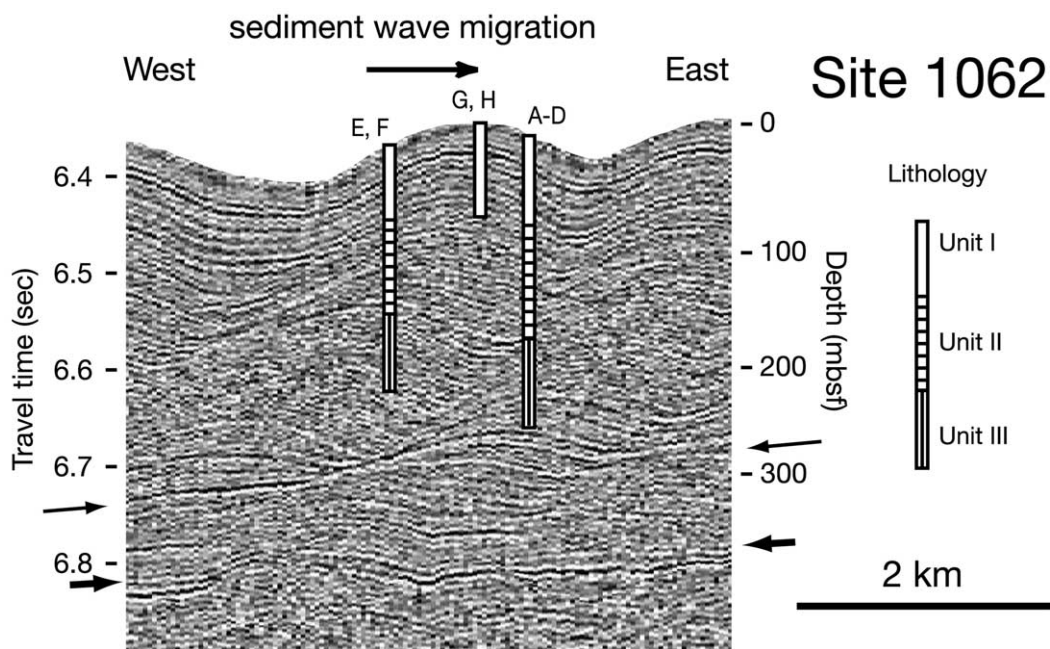 sediment wave migration
West
East
Site 1062
G, H
E, F
A-D
0
100
200
300
Depth (mbsf)
6.4
6.5
6.6
6.7
6.8
Travel time (sec)
Lithology
Unit I
Unit II
Unit III
2 km